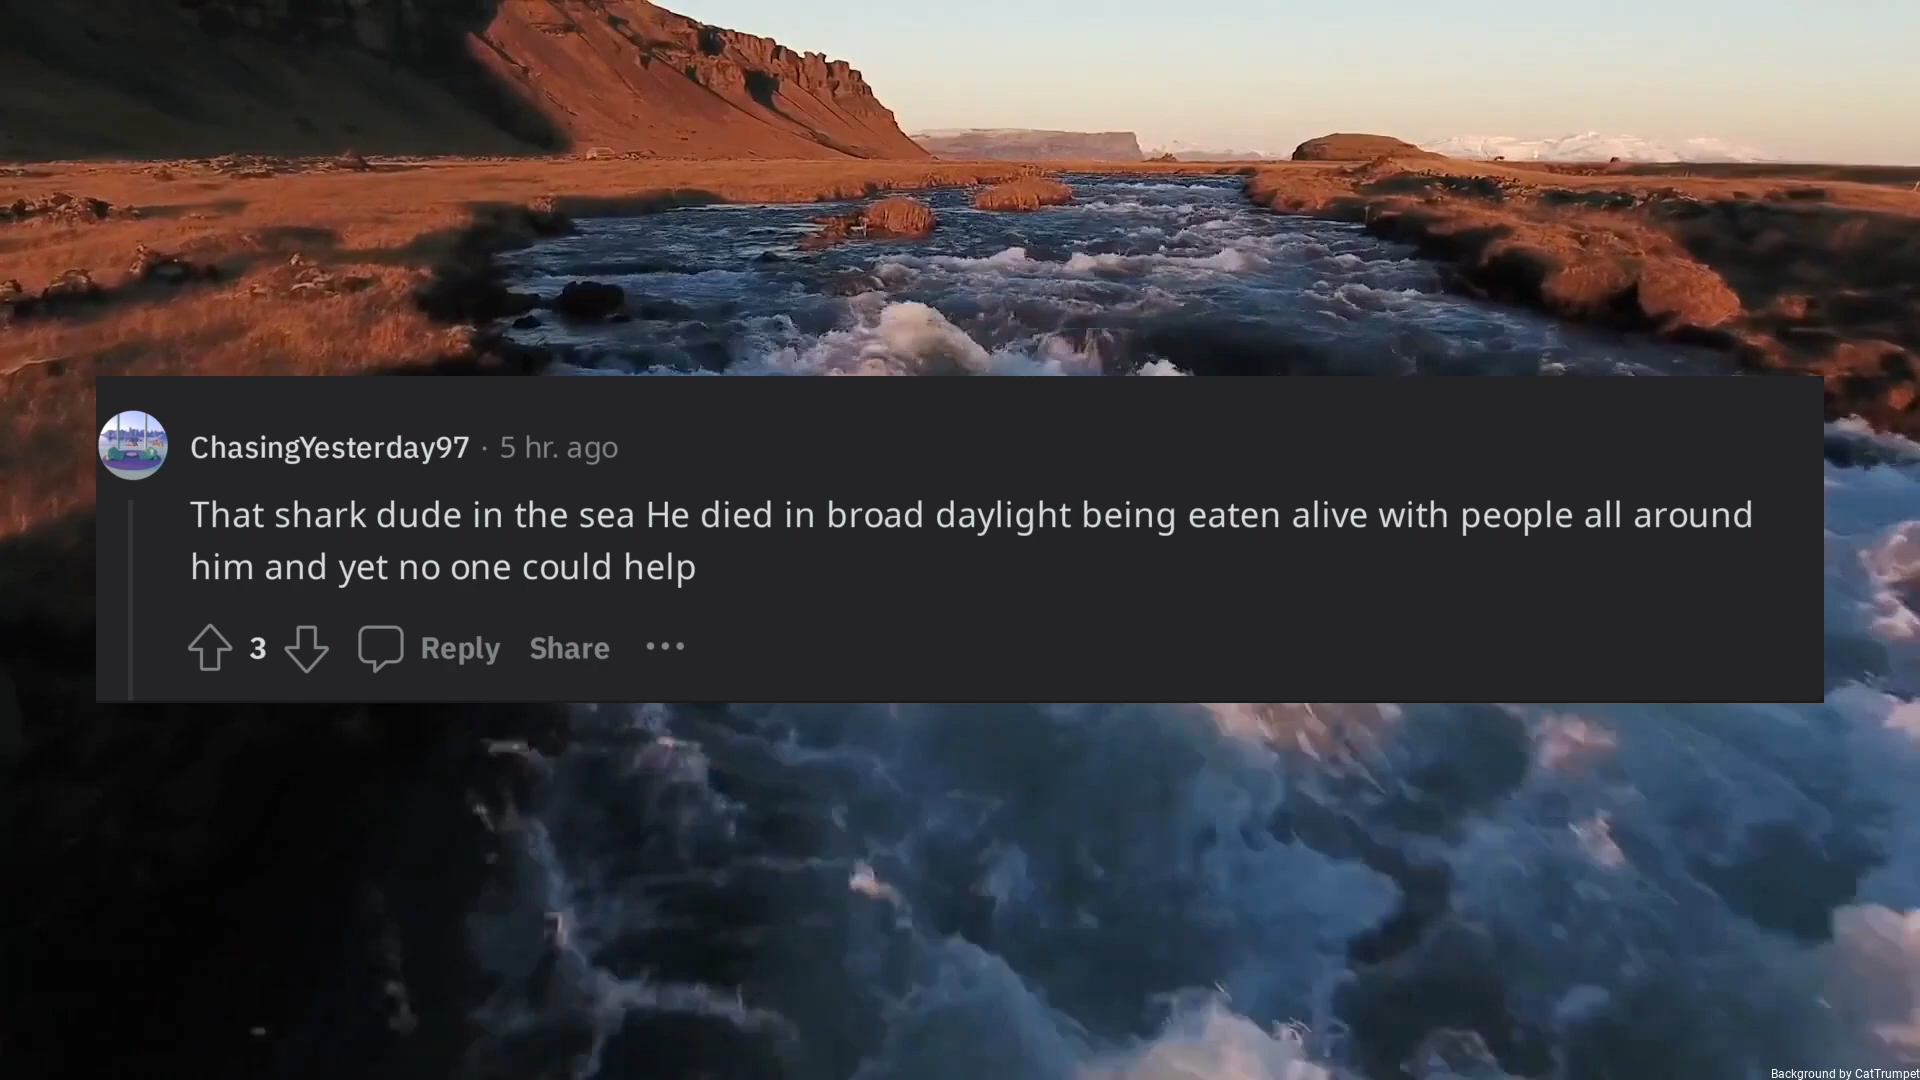 ChasingYesterday97 · 5 hr. ago
That shark dude in the sea He died in broad daylight being eaten alive with people all around
him and yet no one could help
3 Reply Share ···
Background by CatTrumpet